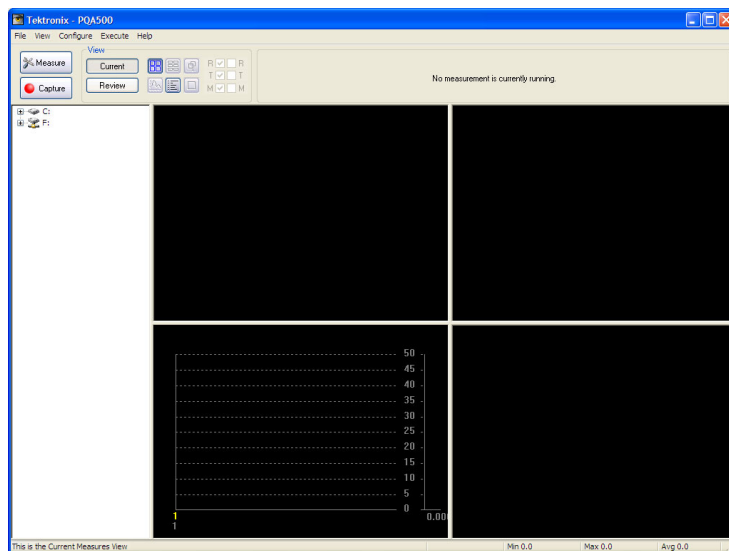 Tektronix - PQA500
File View Configure Execute Help
View
Measure
Current
R R
T T
M M
Capture
Review
No measurement is currently running.
C:
F:
50
45
40
35
30
25
20
15
10
5
0
1
1
0.00
This is the Current Measures View
Min 0.0
Max 0.0
Avg 0.0